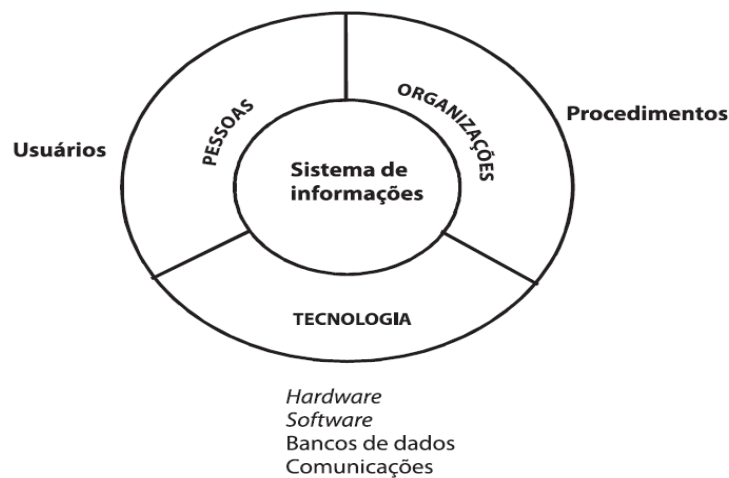 PESSOAS
ORGANIZAÇÕES
Procedimentos
Usuários
Sistema de
informações
TECNOLOGIA
Hardware
Software
Bancos de dados
Comunicações